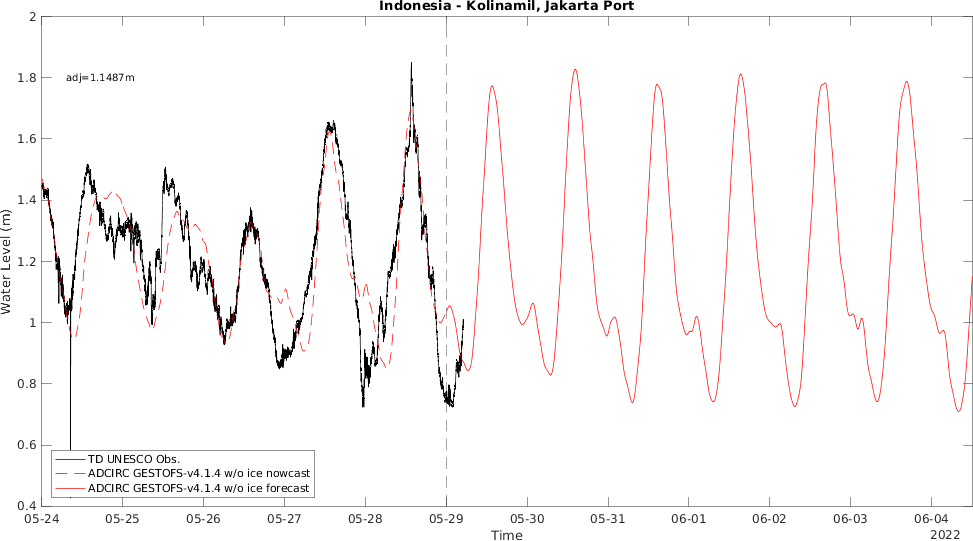 Indonesia - Kolinamil, Jakarta Port
2
1.8
1.6
1.4
1.2
1
0.8
0.6
0.4
Water Level (m)
adj=1.1487m
TD UNESCO Obs.
ADCIRC GESTOFS-v4.1.4 w/o ice nowcast
ADCIRC GESTOFS-v4.1.4 w/o ice forecast
05-24 05-25 05-26 05-27 05-28 05-29 05-30 05-31 06-01 06-02 06-03 06-04
2022
Time